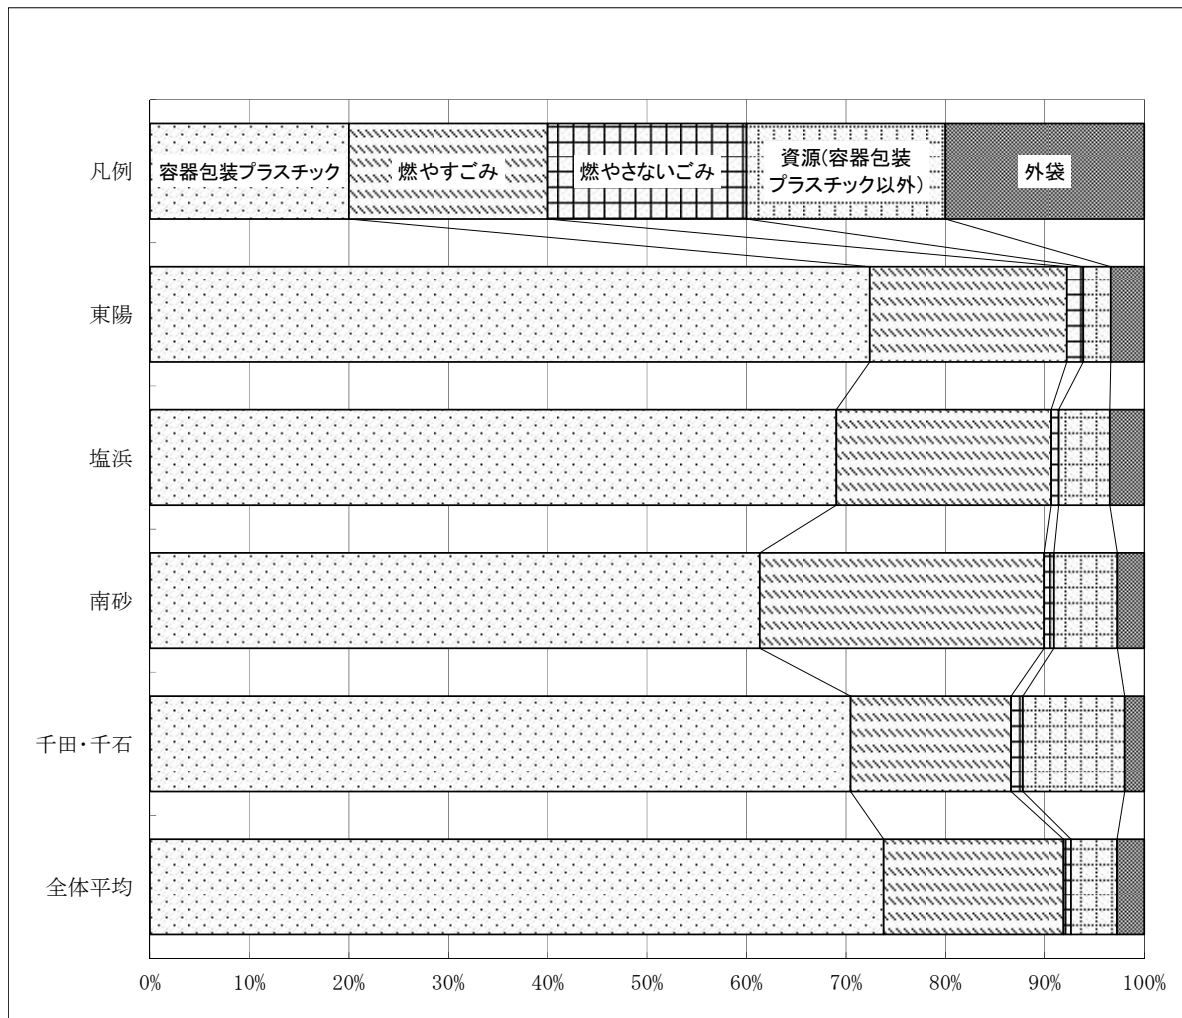 凡例
容器包装プラスチック
燃やすごみ
燃やさないごみ
資源(容器包装
プラスチック以外)
外袋
東陽
塩浜
南砂
千田・千石
全体平均
0% 10% 20% 30% 40% 50% 60% 70% 80% 90% 100%